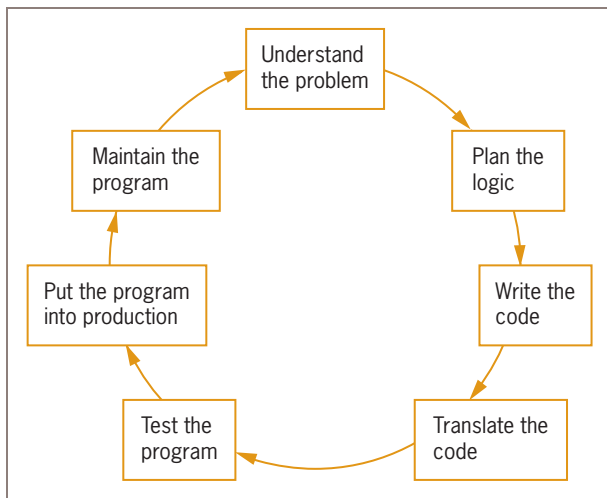 Understand
the problem
Plan the
logic
Write the
code
Translate the
code
Test the
program
Put the program
into production
Maintain the
program